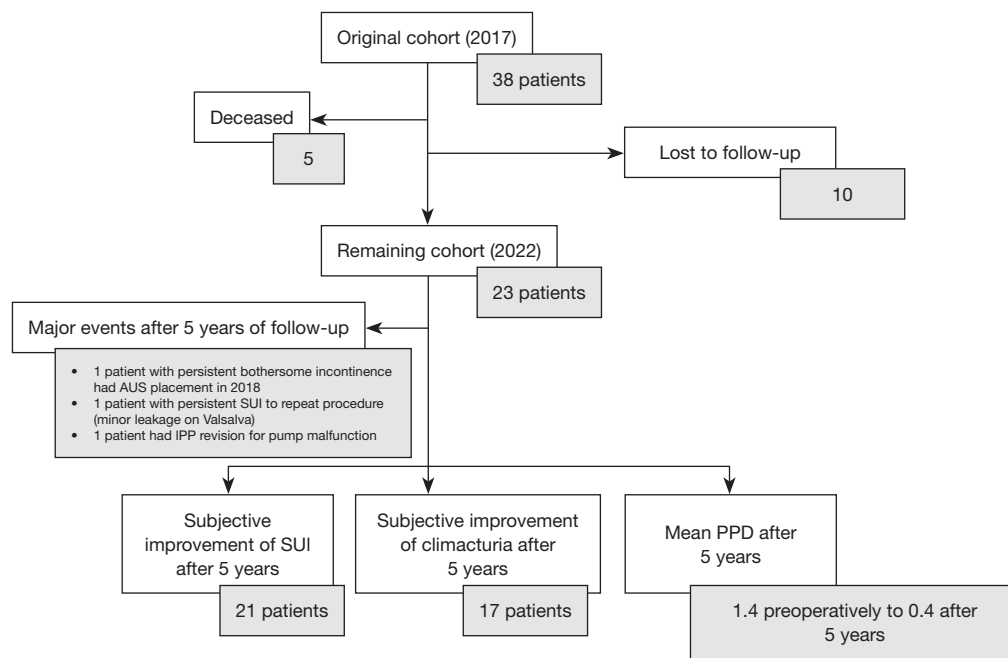 Original cohort (2017)
38 patients
Deceased
5
Lost to follow-up
10
Remaining cohort (2022)
23 patients
Major events after 5 years of follow-up
• 1 patient with persistent bothersome incontinence
had AUS placement in 2018
• 1 patient with persistent SUI to repeat procedure
(minor leakage on Valsalva)
• 1 patient had IPP revision for pump malfunction
Subjective
improvement of SUI
after 5 years
21 patients
Subjective improvement
of climacturia after
5 years
17 patients
Mean PPD after
5 years
1.4 preoperatively to 0.4 after
5 years